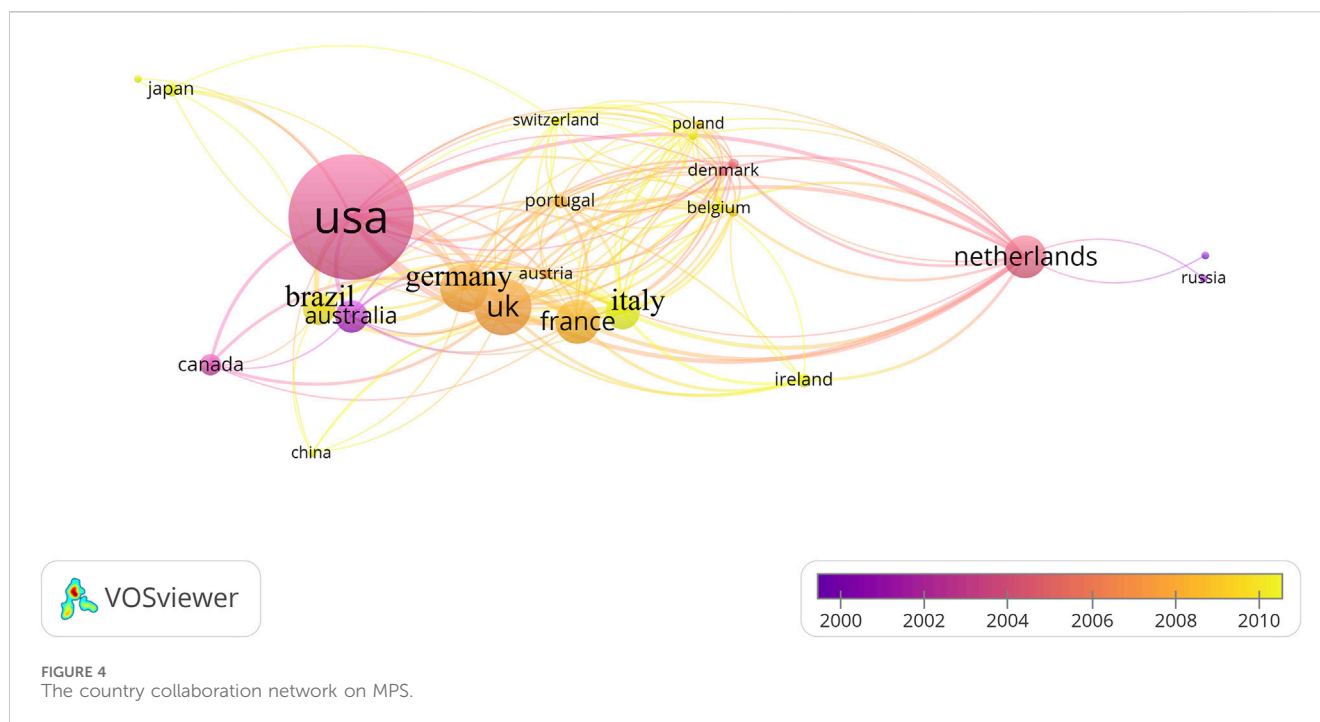 japan
switzerland
poland
denmark
portugal
belgium
usa
netherlands
germany
austria
russia
brazil
uk
italy
australia
france
canada
ireland
china
VOSviewer
2000 2002 2004 2006 2008 2010
FIGURE 4
The country collaboration network on MPS.